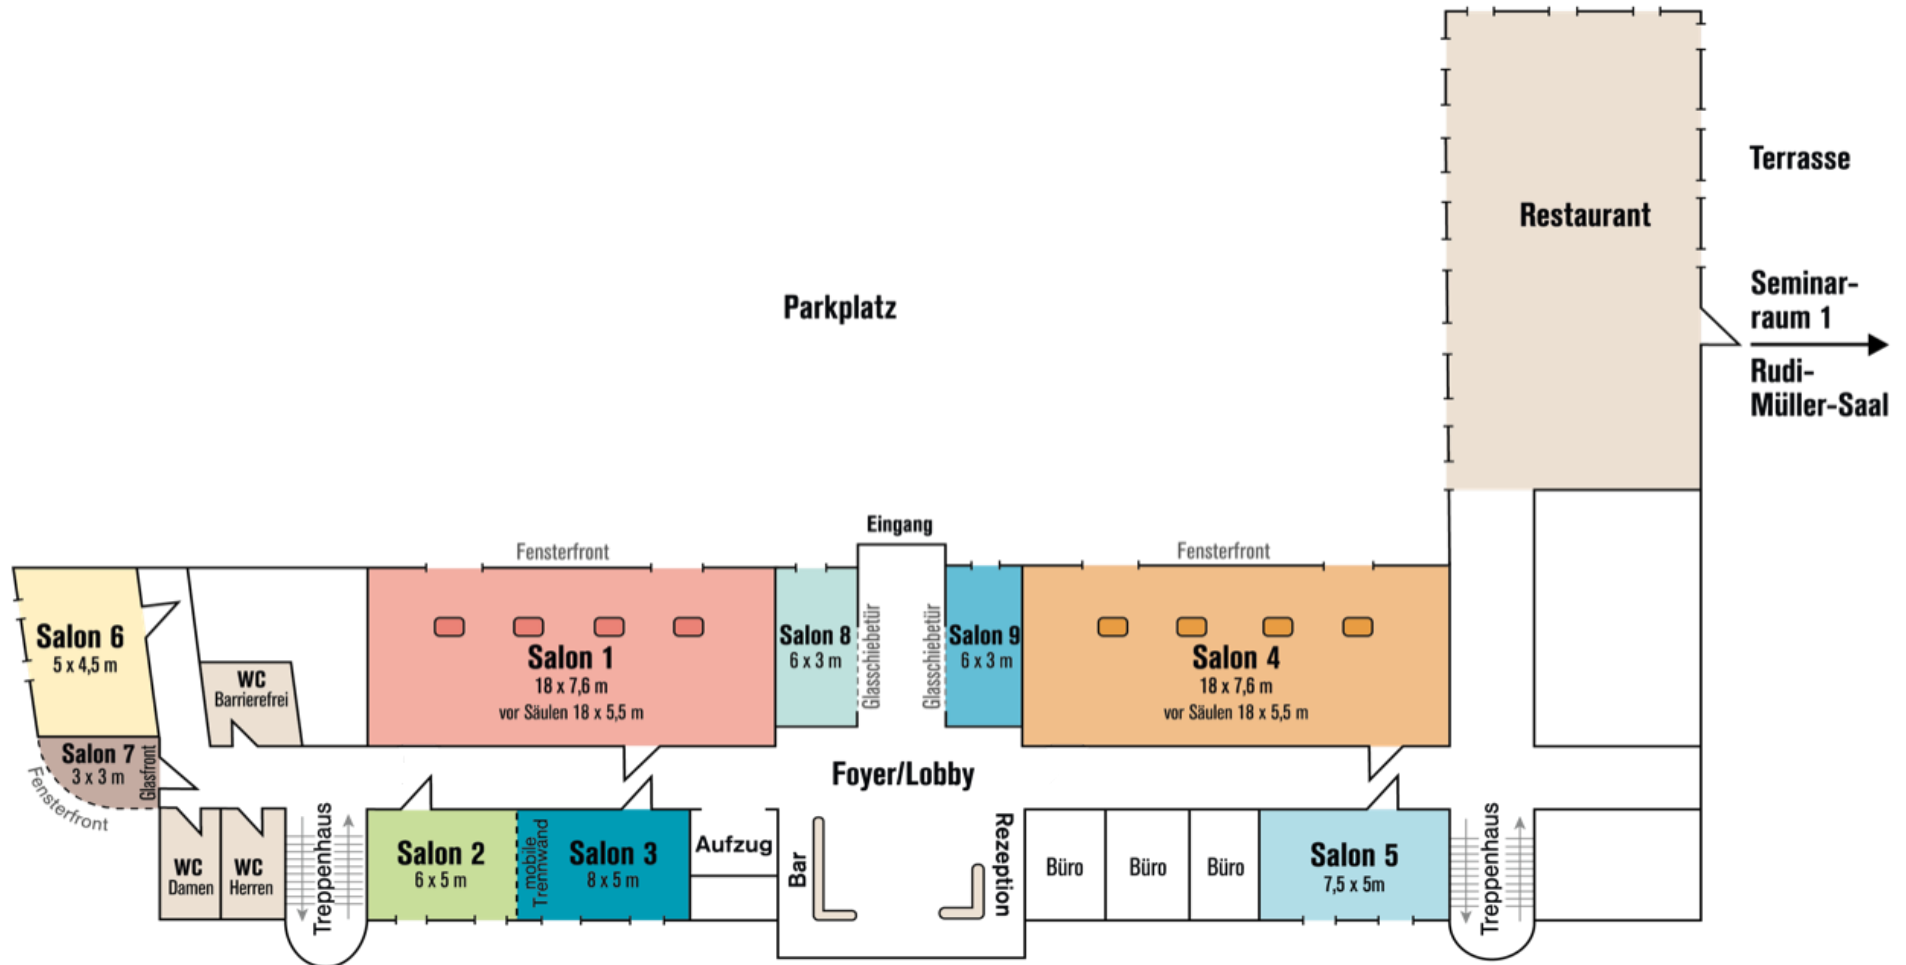 Terrasse
Restaurant
Seminar-
raum 1
Rudi-
Müller-Saal
Parkplatz
Eingang
Fensterfront
Fensterfront
Salon 6
5 x 4,5 m
WC
Barrierefrei
Salon 1
18 x 7,6 m
vor Säulen 18 x 5,5 m
Salon 8
6 x 3 m
Glasschiebetür
Glasschiebetür
Salon 9
6 x 3 m
Salon 4
18 x 7,6 m
vor Säulen 18 x 5,5 m
Salon 7
3 x 3 m
Glasfront
Fensterfront
Foyer/Lobby
WC
Damen
WC
Herren
Treppenhaus
Salon 2
6 x 5 m
mobile
Trennwand
Salon 3
8 x 5 m
Aufzug
Bar
Rezeption
Büro
Büro
Büro
Salon 5
7,5 x 5m
Treppenhaus